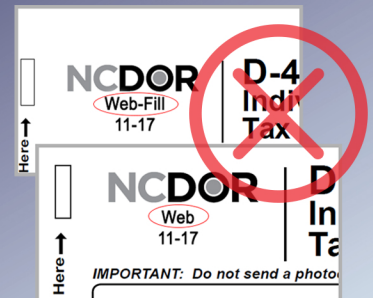 NCDOR
Web-Fill
11-17
D-4
Indiv
Tax
Here
NCDOR
Web
11-17
D
In
Ta
Here
IMPORTANT: Do not send a photo